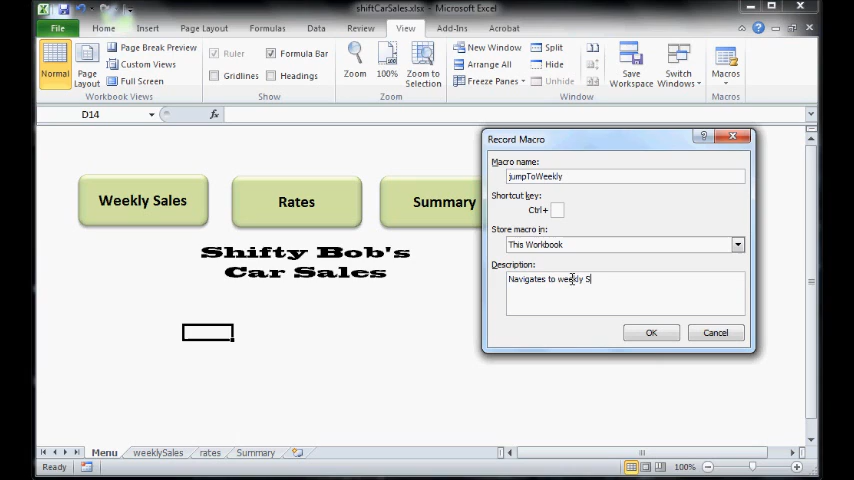 shiftCarSales.xlsx - Microsoft Excel
File Home Insert Page Layout Formulas Data Review View Add-Ins Acrobat
Normal
Page Layout
Page Break Preview
Custom Views
Full Screen
Workbook Views
Ruler
Formula Bar
Gridlines
Headings
Show
Zoom
100%
Zoom to Selection
Zoom
New Window
Arrange All
Freeze Panes
Split
Hide
Unhide
Save Workspace
Switch Windows
Window
Macros
Macros
D14
fx
Record Macro
Macro name:
jumpToWeekly
Shortcut key:
Ctrl+
Store macro in:
This Workbook
Description:
Navigates to weekly S
OK Cancel
Weekly Sales
Rates
Summary
Shifty Bob's
Car Sales
Menu weeklySales rates Summary
Ready
100%